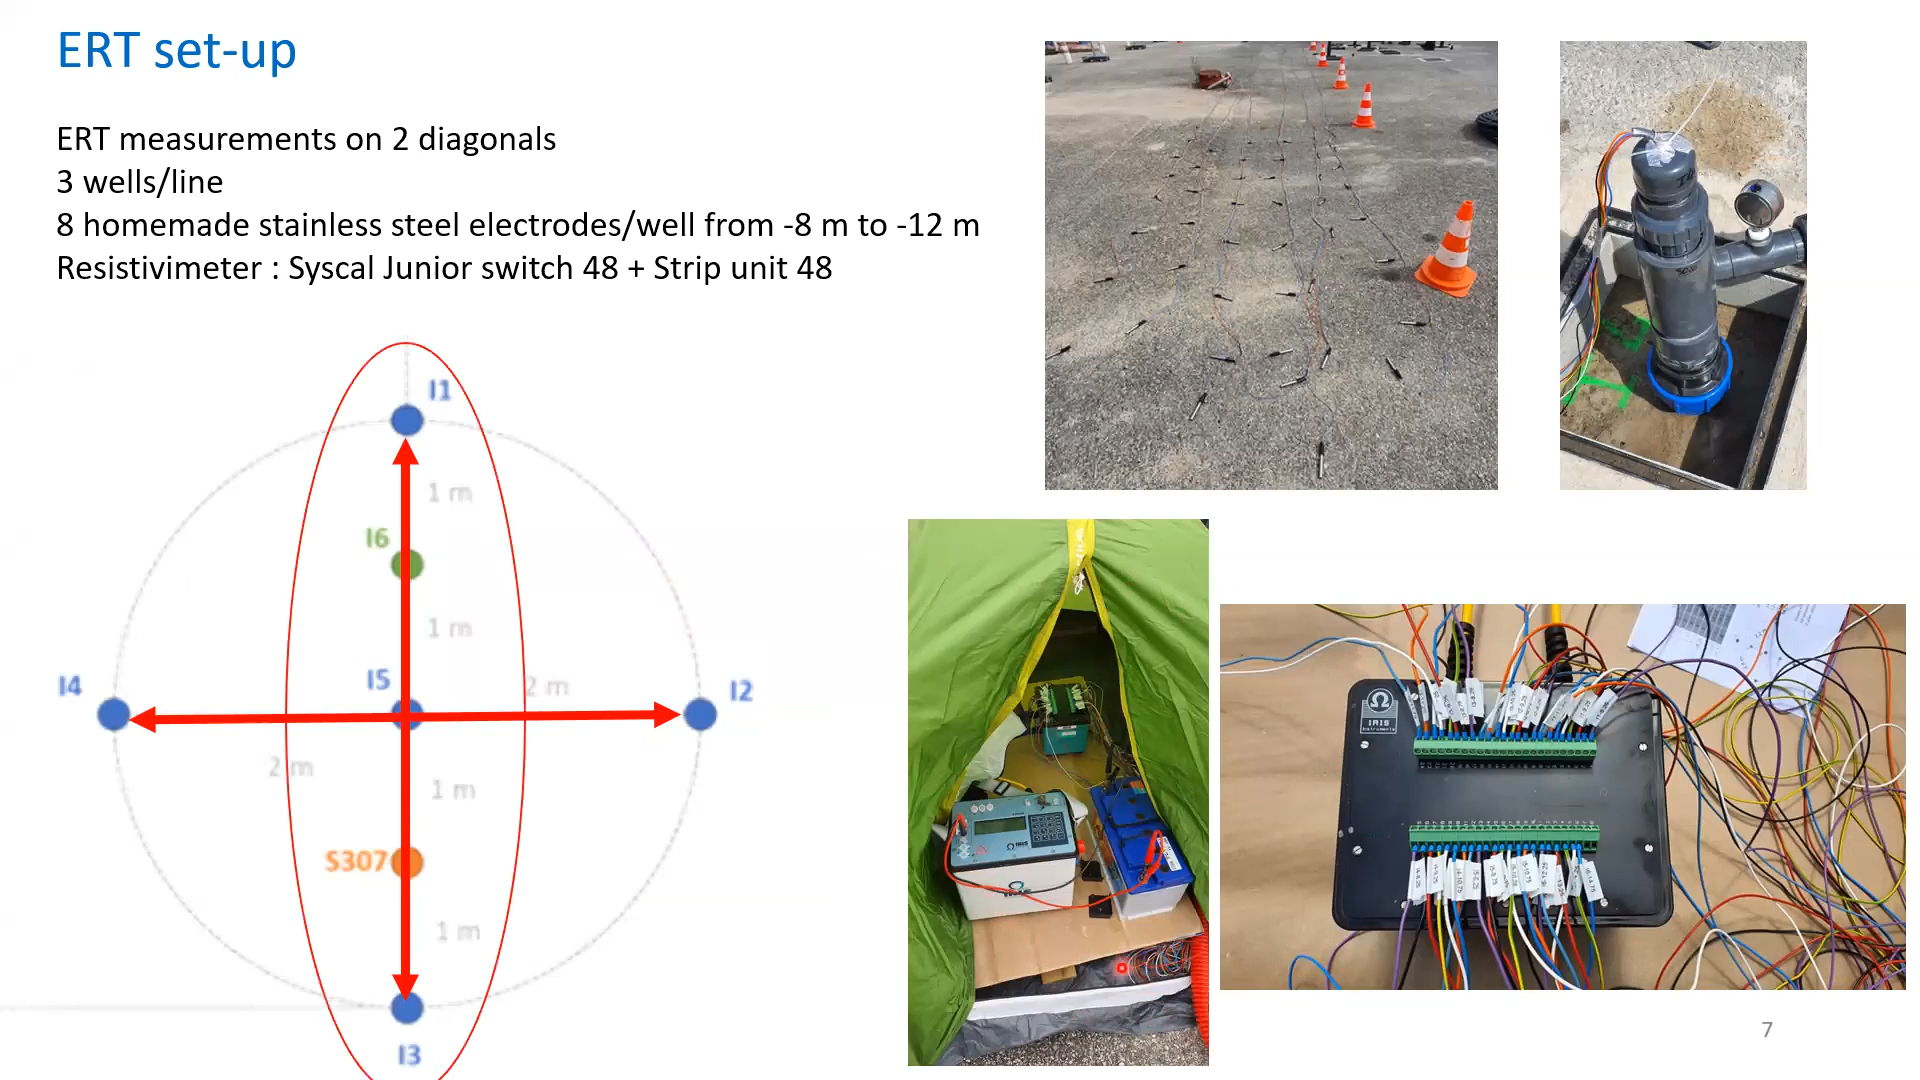 ERT set-up
ERT measurements on 2 diagonals
3 wells/line
8 homemade stainless steel electrodes/well from -8 m to -12 m
Resistivimeter : Syscal Junior switch 48 + Strip unit 48
I1
1 m
I6
1 m
I5
I4
2 m
I2
2 m
1 m
S307
1 m
I3
IRIS
Instruments
IRIS
7